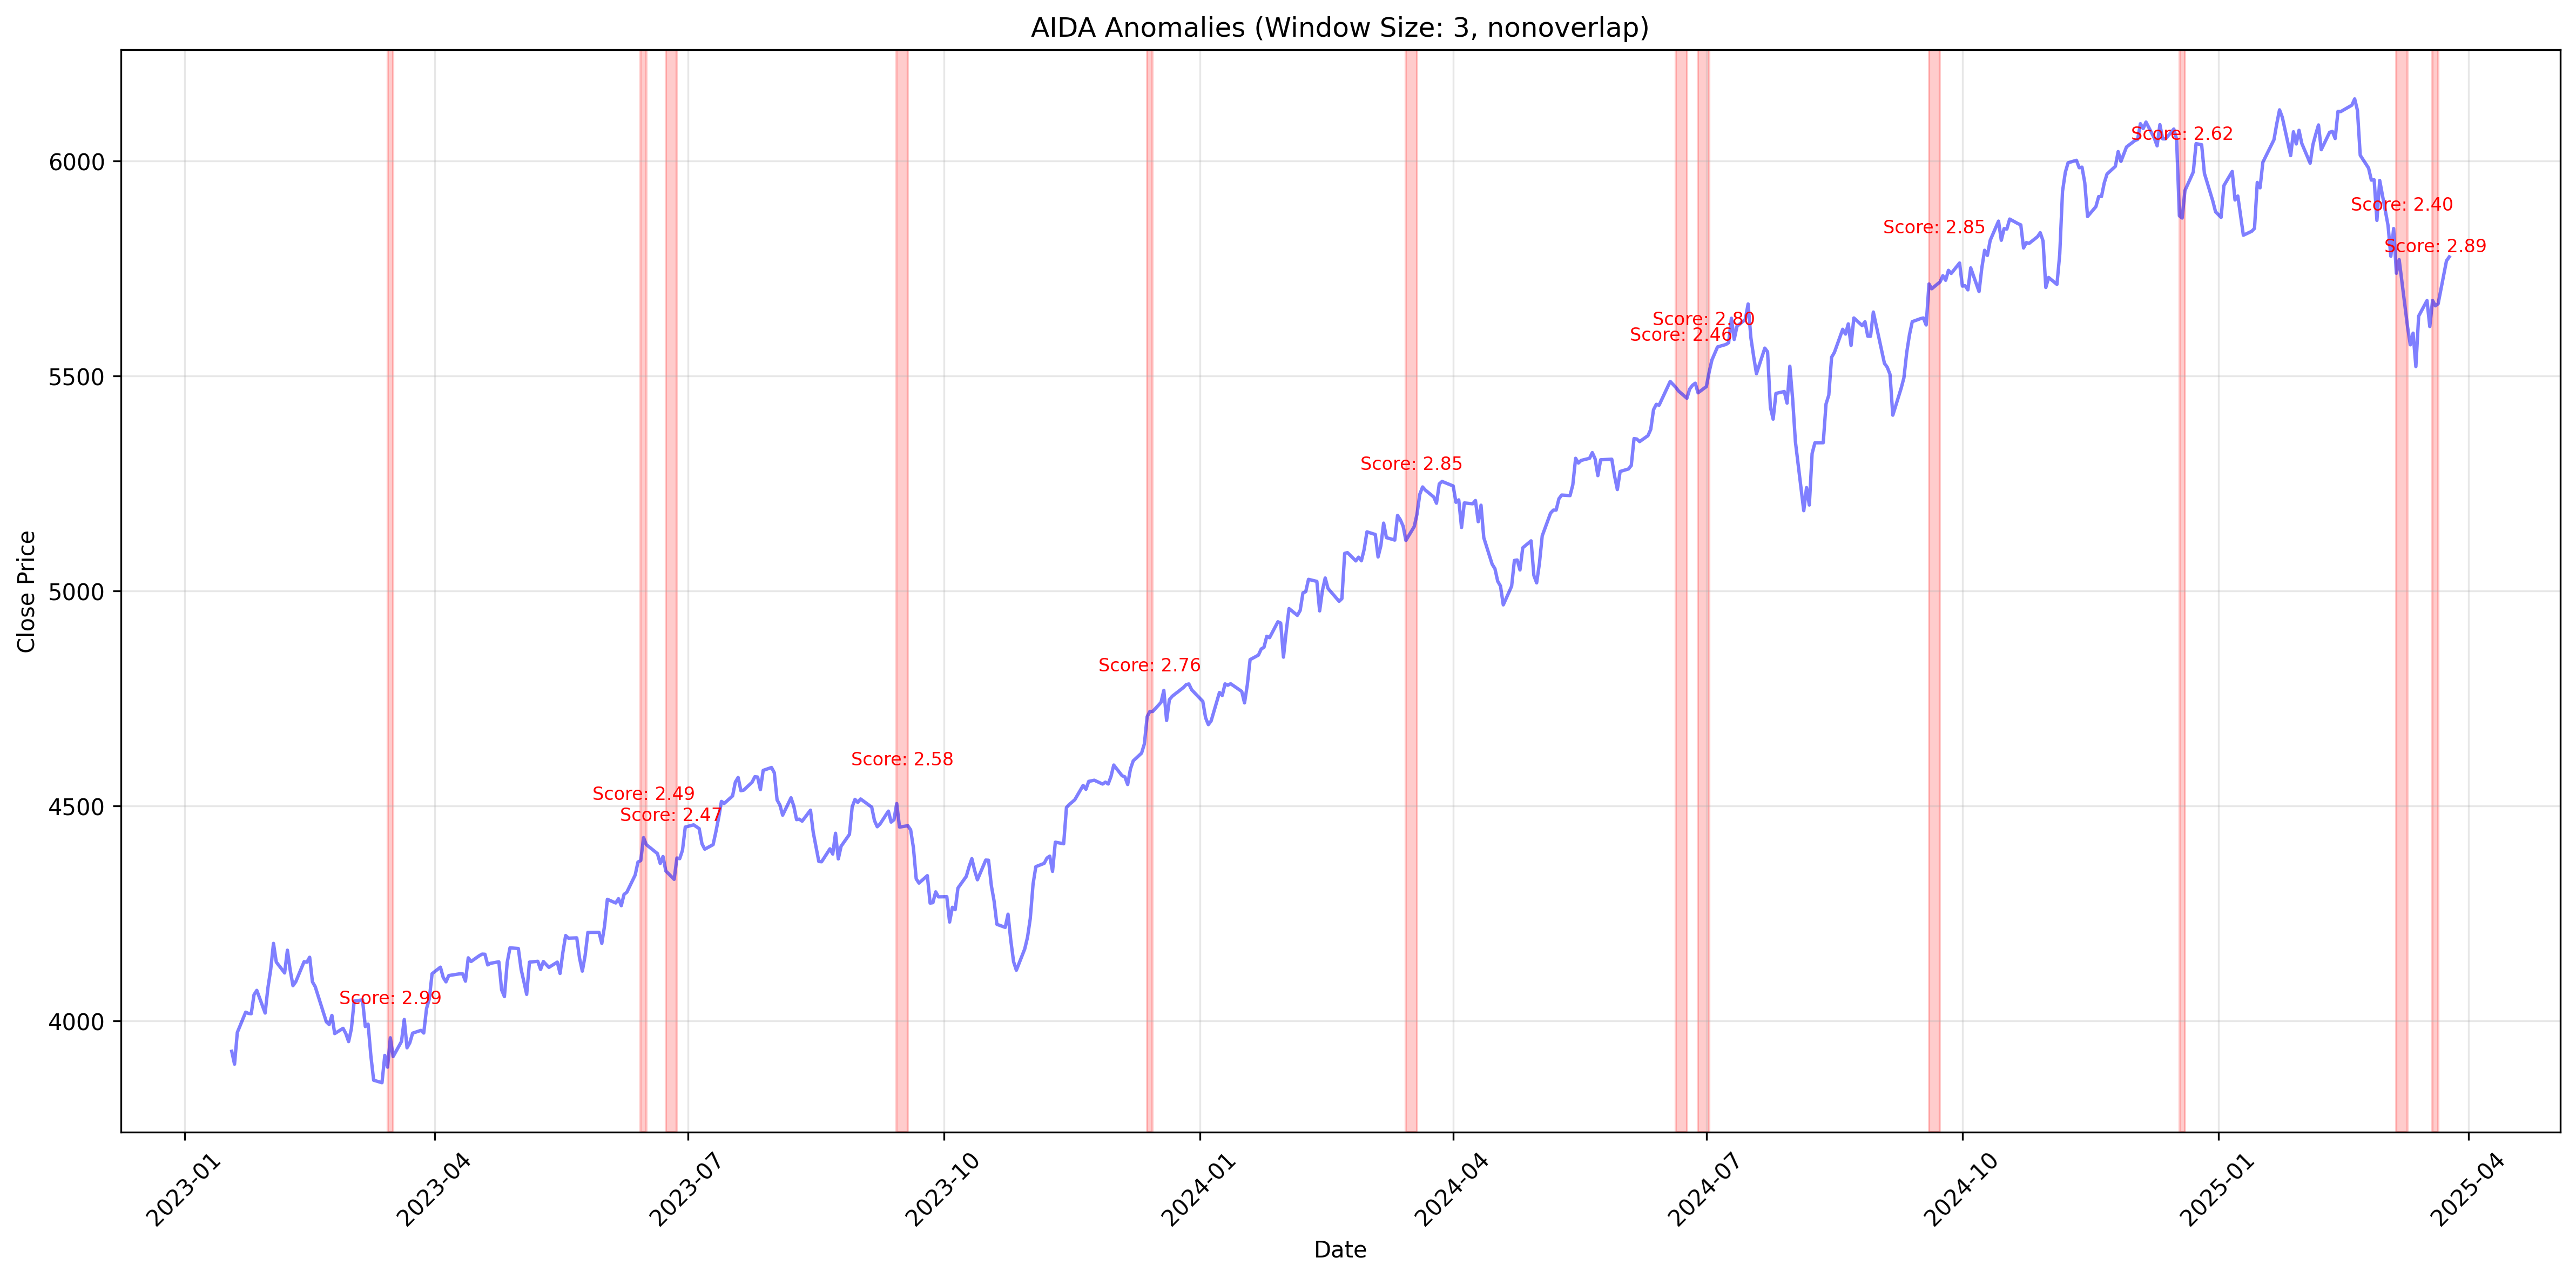 AIDA Anomalies (Window Size: 3, nonoverlap)
Close Price
6000
5500
5000
4500
4000
Score: 2.99
Score: 2.49
Score: 2.47
Score: 2.58
Score: 2.76
Score: 2.85
Score: 2.80
Score: 2.46
Score: 2.85
Score: 2.62
Score: 2.40
Score: 2.89
2023-01
2023-04
2023-07
2023-10
2024-01
2024-04
2024-07
2024-10
2025-01
2025-04
Date